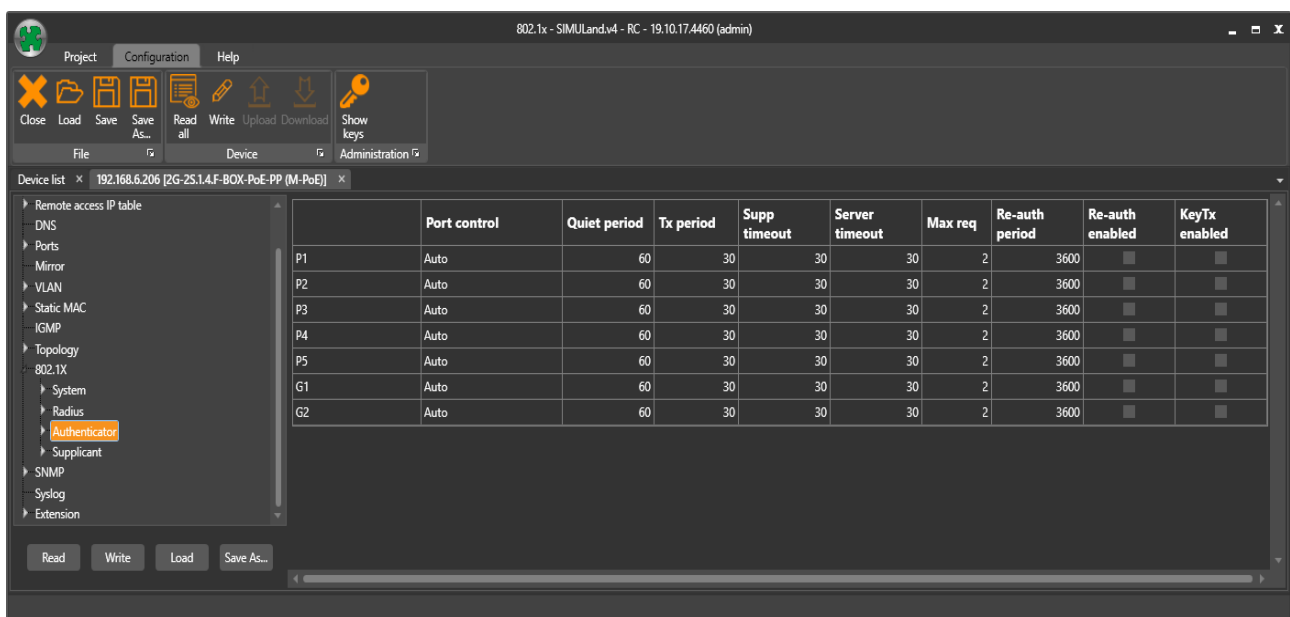 802.1x - SIMULand.v4 - RC - 19.10.17.4460 (admin)
Project Configuration Help
Close Load Save Save As... Read all Write Upload Download Show keys
File Device Administration
Device list × 192.168.6.206 [2G-2S.1.4.F-BOX-PoE-PP (M-PoE)] ×
Remote access IP table
DNS
Ports
Mirror
VLAN
Static MAC
IGMP
Topology
802.1X
System
Radius
Authenticator
Supplicant
SNMP
Syslog
Extension
Read Write Load Save As...
Port control Quiet period Tx period Supp timeout Server timeout Max req Re-auth period Re-auth enabled KeyTx enabled
P1 Auto 60 30 30 30 2 3600
P2 Auto 60 30 30 30 2 3600
P3 Auto 60 30 30 30 2 3600
P4 Auto 60 30 30 30 2 3600
P5 Auto 60 30 30 30 2 3600
G1 Auto 60 30 30 30 2 3600
G2 Auto 60 30 30 30 2 3600